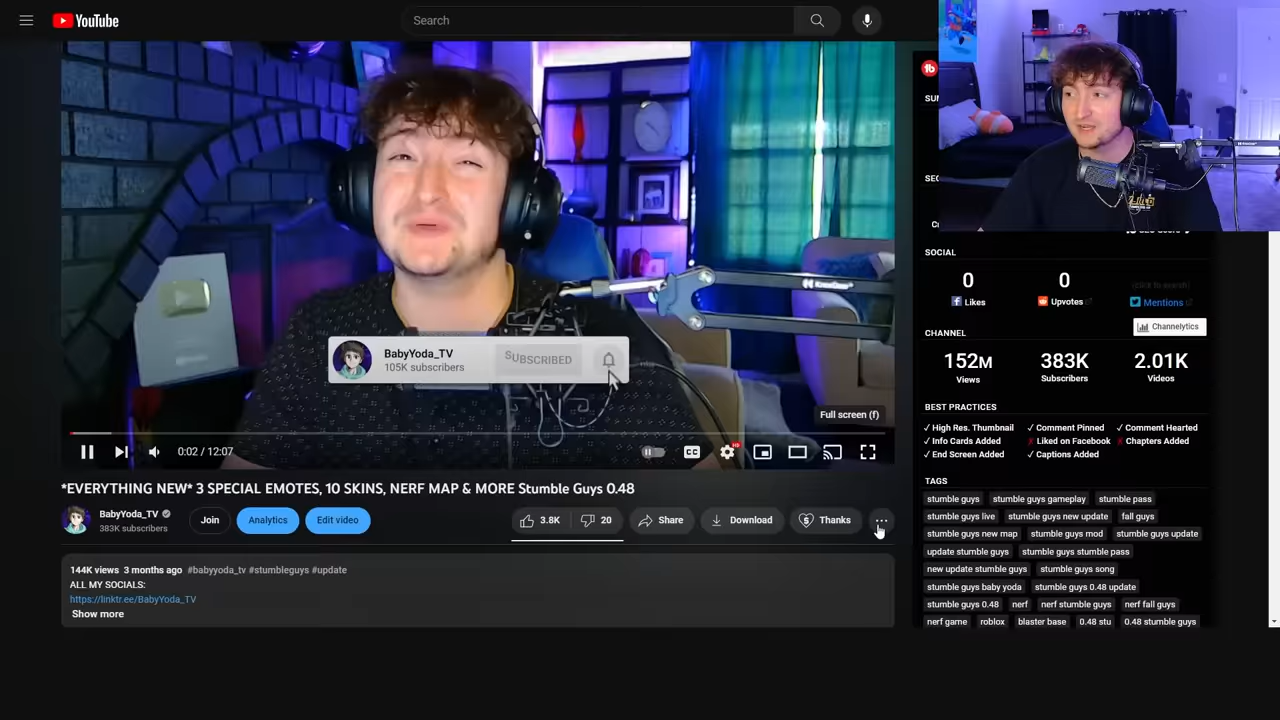 YouTube
Search
BabyYoda_TV
105K subscribers
SUBSCRIBED
Full screen (f)
0:02 / 12:07
CC
HD
*EVERYTHING NEW* 3 SPECIAL EMOTES, 10 SKINS, NERF MAP & MORE Stumble Guys 0.48
BabyYoda_TV
383K subscribers
Join
Analytics
Edit video
3.8K
20
Share
Download
Thanks
144K views 3 months ago #babyyoda_tv #stumbleguys #update
ALL MY SOCIALS:
https://linktr.ee/BabyYoda_TV
Show more
SOCIAL
0 0 (click to search)
Likes Upvotes Mentions
CHANNEL
Channelytics
152M 383K 2.01K
Views Subscribers Videos
BEST PRACTICES
✓ High Res. Thumbnail ✓ Comment Pinned ✓ Comment Hearted
✓ Info Cards Added ✗ Liked on Facebook ✗ Chapters Added
✓ End Screen Added ✓ Captions Added
TAGS
stumble guys stumble guys gameplay stumble pass
stumble guys live stumble guys new update fall guys
stumble guys new map stumble guys mod stumble guys update
update stumble guys stumble guys stumble pass
new update stumble guys stumble guys song
stumble guys baby yoda stumble guys 0.48 update
stumble guys 0.48 nerf nerf stumble guys nerf fall guys
nerf game roblox blaster base 0.48 stu 0.48 stumble guys